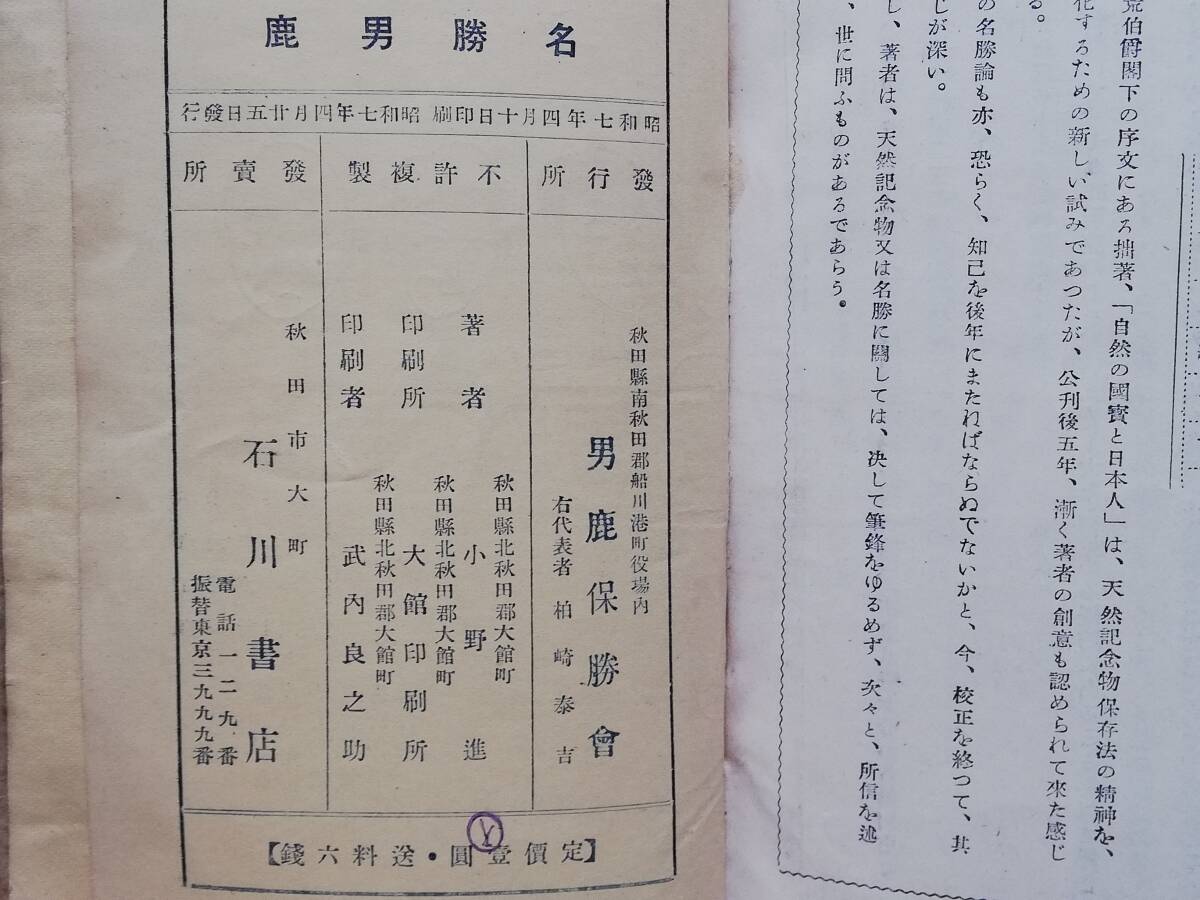 荒伯爵閣下の序文にある拙著、「自然の國寳と日本人」は、天然記念物保存法の精神を、
化するための新しい試みであつたが、公刊後五年、漸く著者の創意も認められて來た感じ
る。
の名勝論も亦、恐らく、知己を後年にまたねばならぬでないかと、今、校正を終つて、其
じが深い。
し、著者は、天然記念物又は名勝に關しては、决して筆鋒をゆるめず、次々と、所信を述
、世に問ふものがあるであらう。
名勝男鹿
昭和七年四月十日印刷 昭和七年四月廿五日發行
發行所
秋田縣南秋田郡船川港町役場內
男鹿保勝會
右代表者 柏崎泰吉
不許複製
秋田縣北秋田郡大館町
著者 小野進
秋田縣北秋田郡大館町
印刷所 大館印刷所
秋田縣北秋田郡大館町
印刷者 武內良之助
發賣所
秋田市大町
石川書店
電話一二九番
振替東京三九九九番
【定價壹圓・送料六錢】